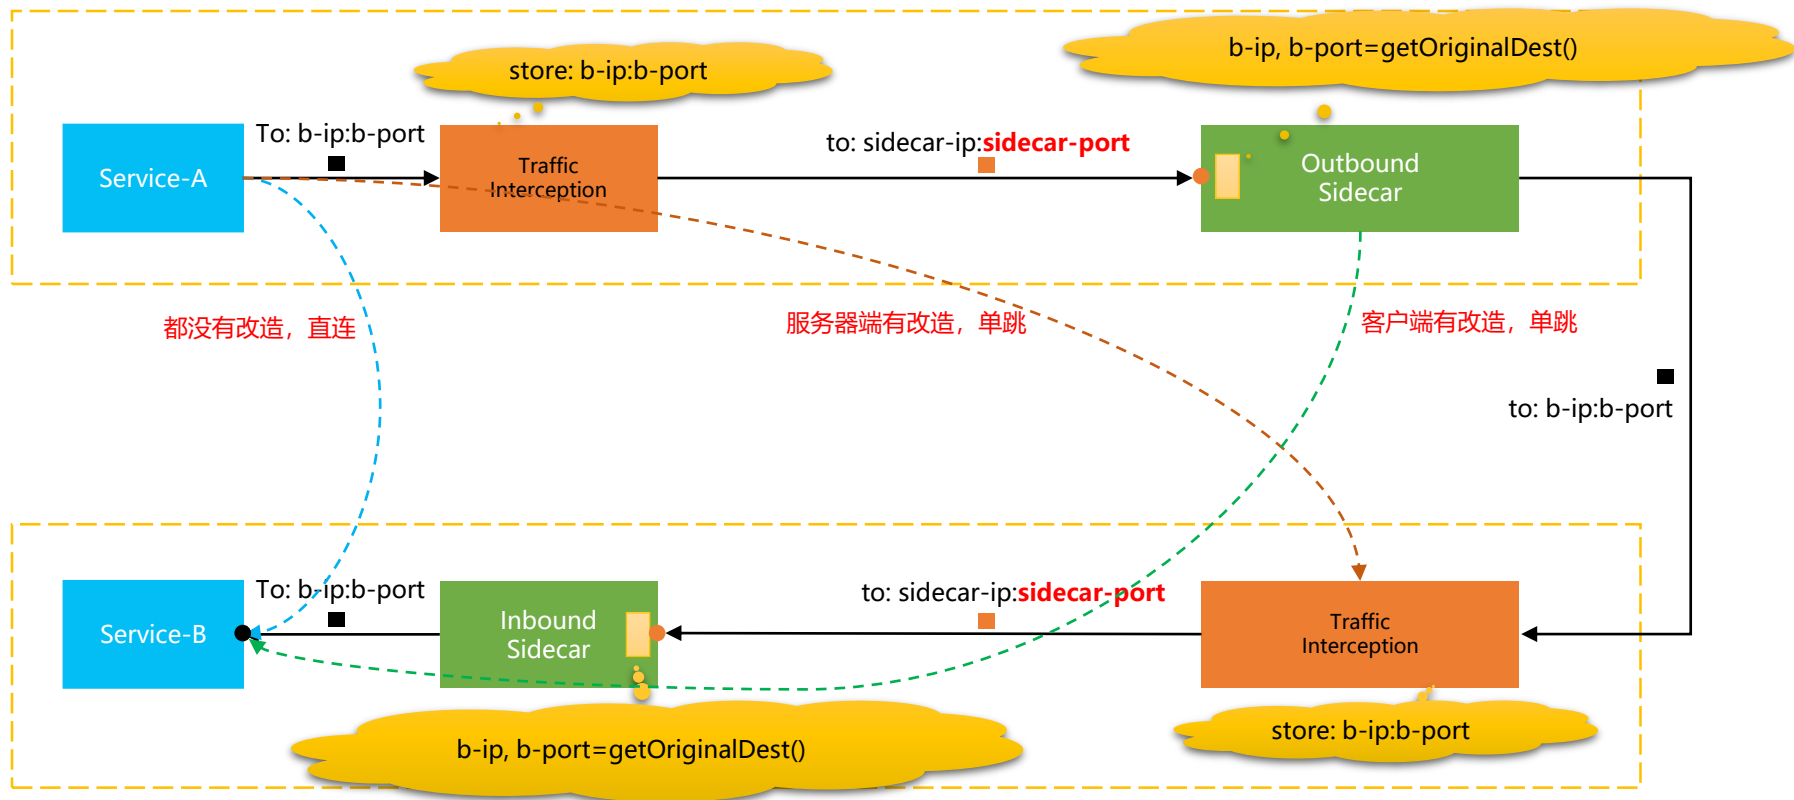 b-ip, b-port=getOriginalDest()
store: b-ip:b-port
To: b-ip:b-port
to: sidecar-ip:sidecar-port
Service-A
Traffic
Interception
Outbound
Sidecar
都没有改造，直连
服务器端有改造，单跳
客户端有改造，单跳
to: b-ip:b-port
To: b-ip:b-port
to: sidecar-ip:sidecar-port
Service-B
Inbound
Sidecar
Traffic
Interception
store: b-ip:b-port
b-ip, b-port=getOriginalDest()